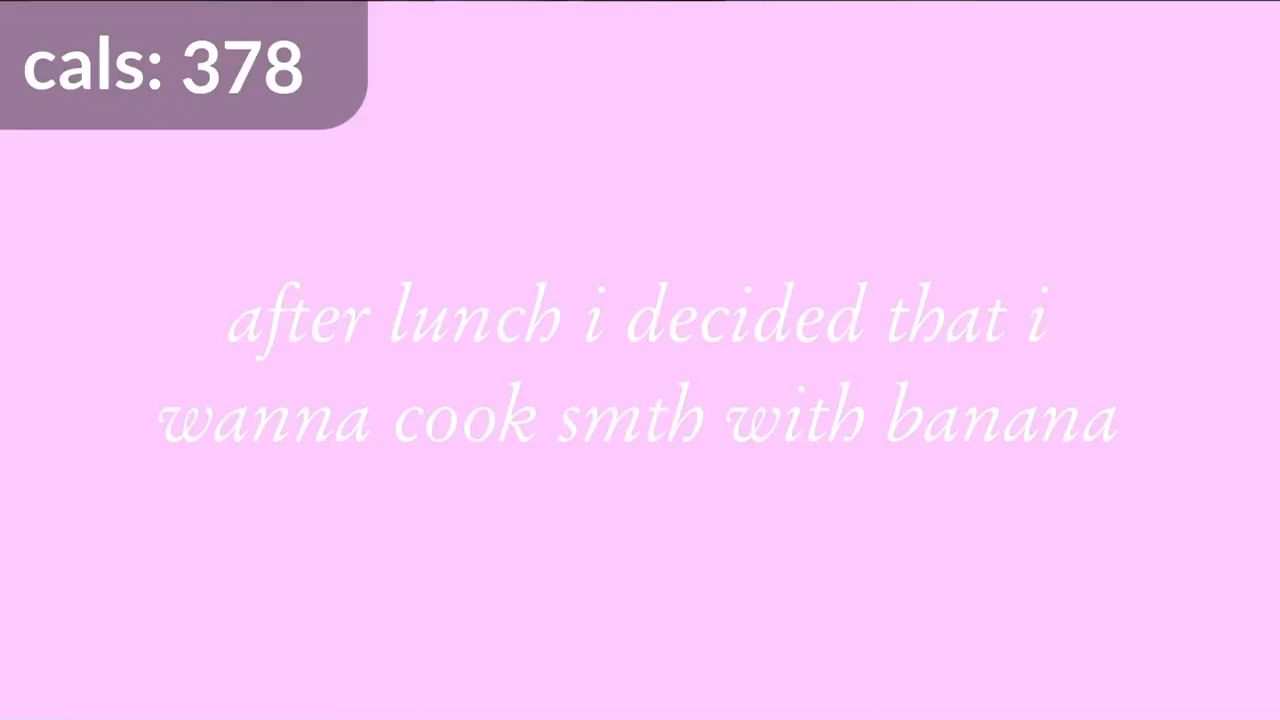 cals: 378
after lunch i decided that i
wanna cook smth with banana